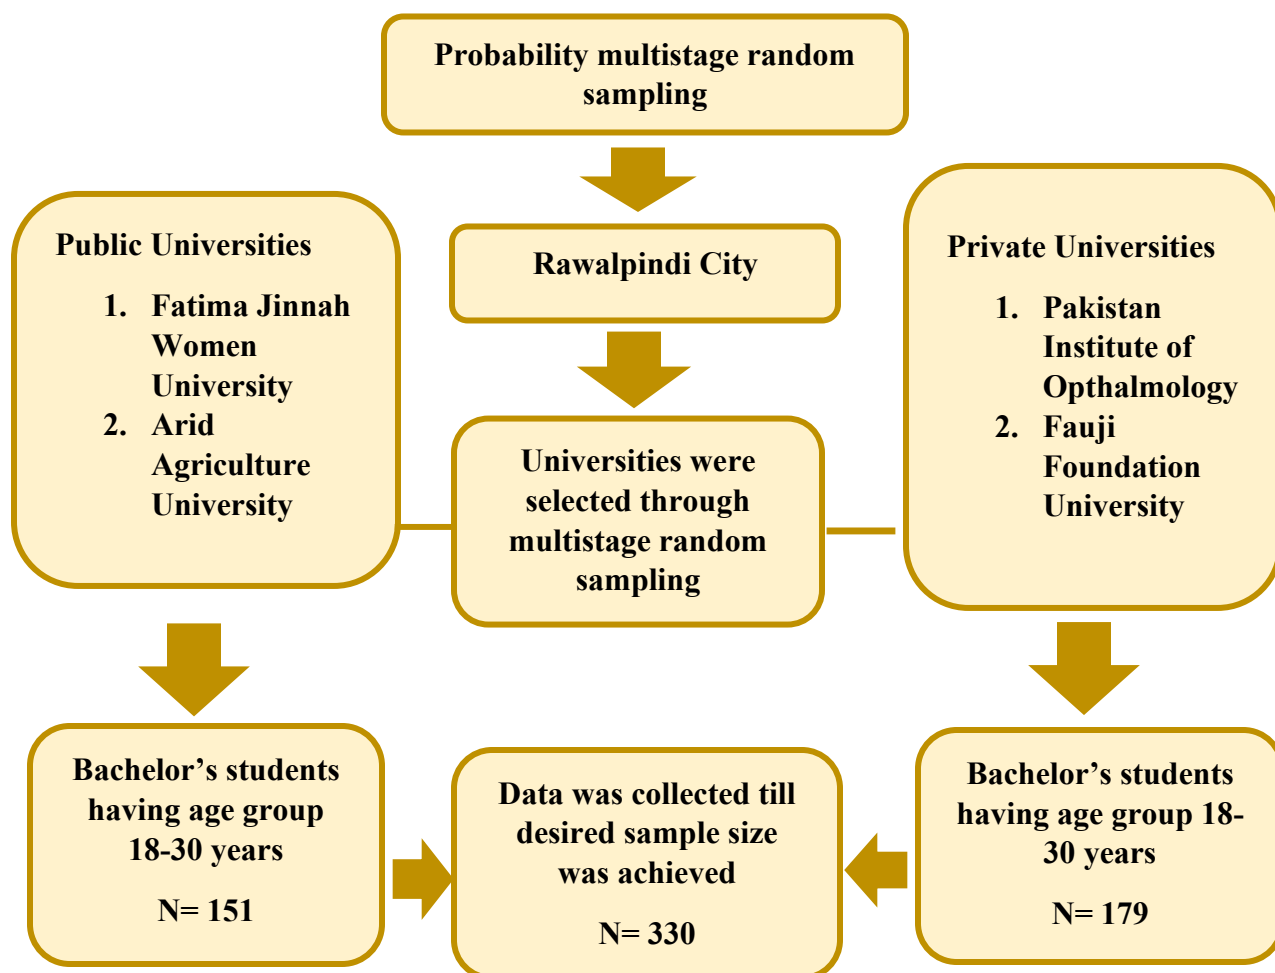 Probability multistage random
sampling
Rawalpindi City
Public Universities
1. Fatima Jinnah
Women
University
2. Arid
Agriculture
University
Universities were
selected through
multistage random
sampling
Private Universities
1. Pakistan
Institute of
Opthalmology
2. Fauji
Foundation
University
Bachelor’s students
having age group
18-30 years
N= 151
Data was collected till
desired sample size
was achieved
N= 330
Bachelor’s students
having age group 18-
30 years
N= 179